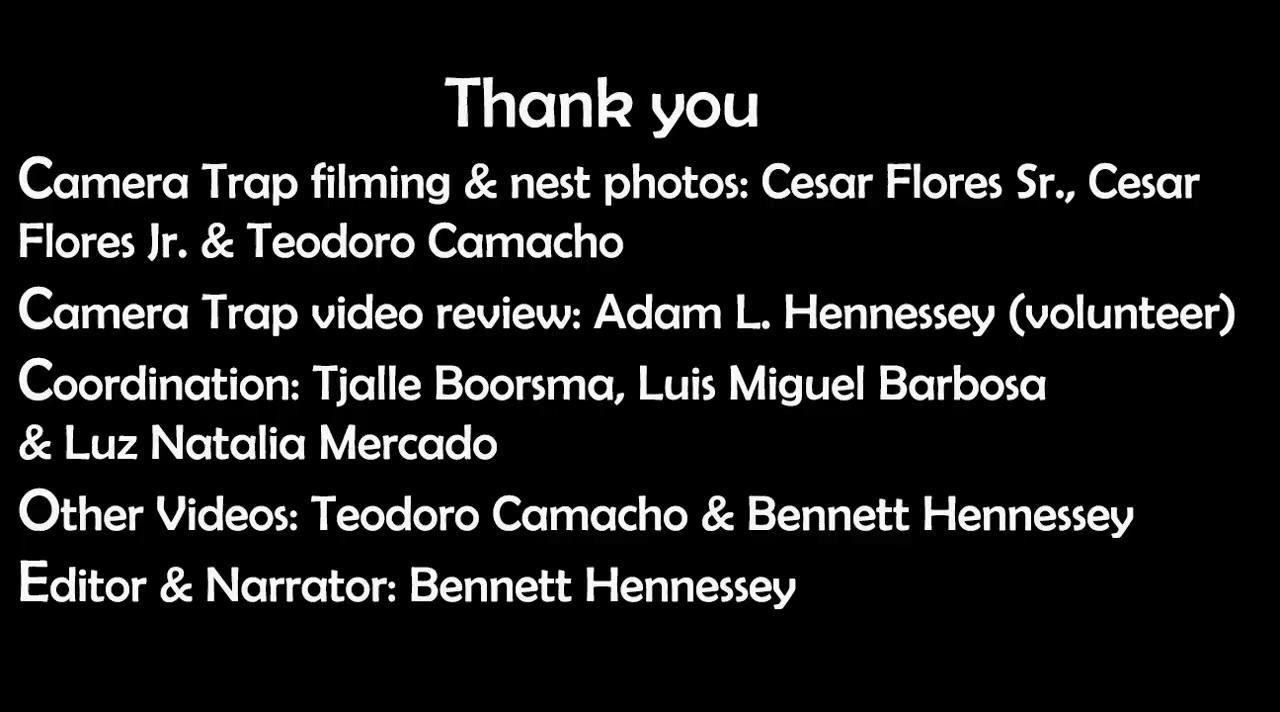 Thank you
Camera Trap filming & nest photos: Cesar Flores Sr., Cesar
Flores Jr. & Teodoro Camacho
Camera Trap video review: Adam L. Hennessey (volunteer)
Coordination: Tjalle Boorsma, Luis Miguel Barbosa
& Luz Natalia Mercado
Other Videos: Teodoro Camacho & Bennett Hennessey
Editor & Narrator: Bennett Hennessey